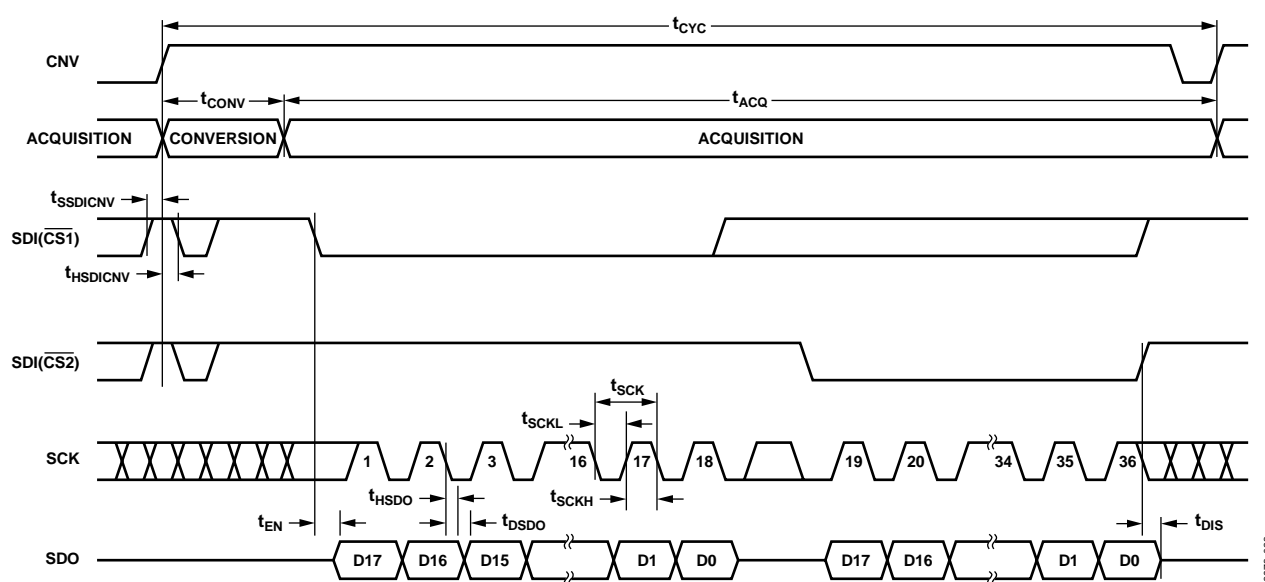 tCYC
CNV
tCONV
tACQ
ACQUISITION
CONVERSION
ACQUISITION
tSSDICNV
SDI(CS1)
tHSDICNV
SDI(CS2)
tSCK
tSCKL
SCK
1 2 3 16 17 18 19 20 34 35 36
tHSDO
tSCKH
tEN
tDSDO
tDIS
SDO
D17 D16 D15 D1 D0 D17 D16 D1 D0